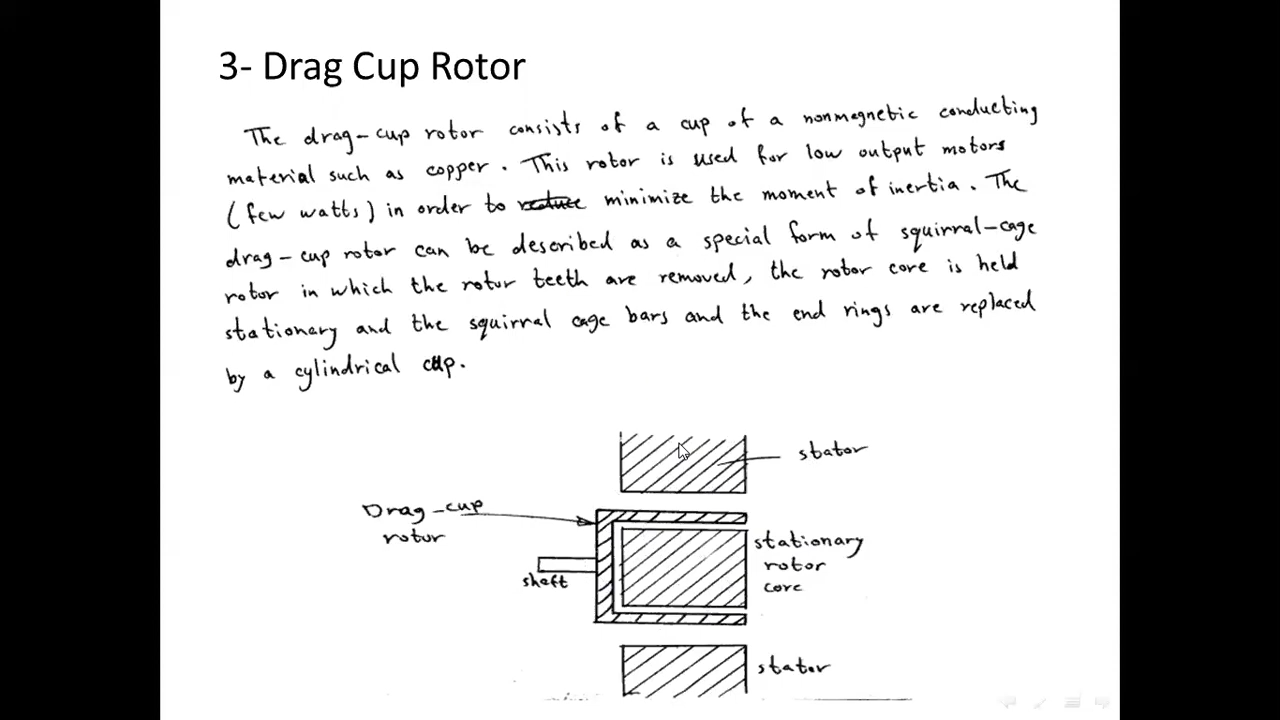 3- Drag Cup Rotor
The drag-cup rotor consists of a cup of a nonmagnetic conducting
material such as copper. This rotor is used for low output motors
(few watts) in order to reduce minimize the moment of inertia. The
drag-cup rotor can be described as a special form of squirral-cage
rotor in which the rotor teeth are removed, the rotor core is held
stationary and the squirral cage bars and the end rings are replaced
by a cylindrical cup.
stator
Drag-cup
rotor
stationary
rotor
core
shaft
stator